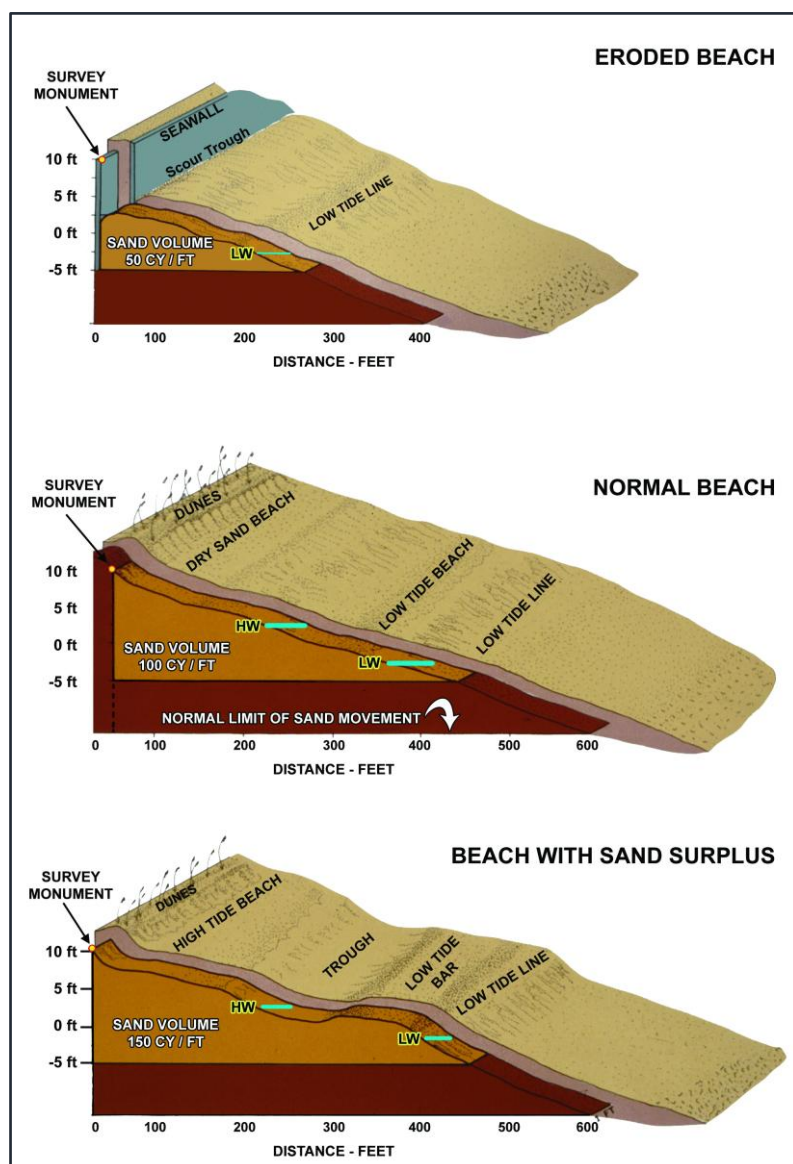 ERODED BEACH
SURVEY
MONUMENT
SEAWALL
Scour Trough
LOW TIDE LINE
10 ft
5 ft
0 ft
-5 ft
SAND VOLUME
50 CY / FT
LW
0 100 200 300 400
DISTANCE - FEET
NORMAL BEACH
SURVEY
MONUMENT
DUNES
DRY SAND BEACH
LOW TIDE BEACH
LOW TIDE LINE
10 ft
5 ft
0 ft
-5 ft
HW
SAND VOLUME
100 CY / FT
LW
NORMAL LIMIT OF SAND MOVEMENT
0 100 200 300 400 500 600
DISTANCE - FEET
BEACH WITH SAND SURPLUS
SURVEY
MONUMENT
DUNES
HIGH TIDE BEACH
TROUGH
LOW TIDE
BAR
LOW TIDE LINE
10 ft
5 ft
0 ft
-5 ft
HW
SAND VOLUME
150 CY / FT
LW
0 100 200 300 400 500 600
DISTANCE - FEET